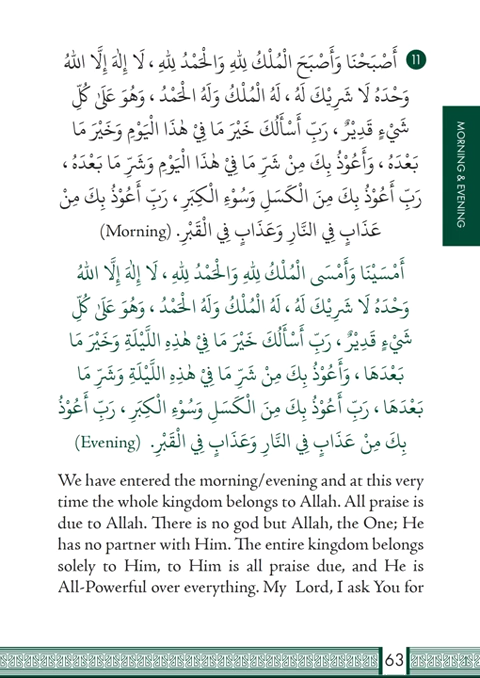 11 أَصْبَحْنَا وَأَصْبَحَ الْمُلْكُ لِلّٰهِ وَالْحَمْدُ لِلّٰهِ ، لَا إِلٰهَ إِلَّا اللهُ
وَحْدَهُ لَا شَرِيْكَ لَهُ ، لَهُ الْمُلْكُ وَلَهُ الْحَمْدُ ، وَهُوَ عَلَىٰ كُلِّ
شَيْءٍ قَدِيْرٌ ، رَبِّ أَسْأَلُكَ خَيْرَ مَا فِيْ هٰذَا الْيَوْمِ وَخَيْرَ مَا
بَعْدَهُ ، وَأَعُوْذُ بِكَ مِنْ شَرِّ مَا فِيْ هٰذَا الْيَوْمِ وَشَرِّ مَا بَعْدَهُ ،
رَبِّ أَعُوْذُ بِكَ مِنَ الْكَسَلِ وَسُوْءِ الْكِبَرِ ، رَبِّ أَعُوْذُ بِكَ مِنْ
عَذَابٍ فِي النَّارِ وَعَذَابٍ فِي الْقَبْرِ. (Morning)
أَمْسَيْنَا وَأَمْسَى الْمُلْكُ لِلّٰهِ وَالْحَمْدُ لِلّٰهِ ، لَا إِلٰهَ إِلَّا اللهُ
وَحْدَهُ لَا شَرِيْكَ لَهُ ، لَهُ الْمُلْكُ وَلَهُ الْحَمْدُ ، وَهُوَ عَلَىٰ كُلِّ
شَيْءٍ قَدِيْرٌ ، رَبِّ أَسْأَلُكَ خَيْرَ مَا فِيْ هٰذِهِ اللَّيْلَةِ وَخَيْرَ مَا
بَعْدَهَا ، وَأَعُوْذُ بِكَ مِنْ شَرِّ مَا فِيْ هٰذِهِ اللَّيْلَةِ وَشَرِّ مَا
بَعْدَهَا ، رَبِّ أَعُوْذُ بِكَ مِنَ الْكَسَلِ وَسُوْءِ الْكِبَرِ ، رَبِّ أَعُوْذُ
بِكَ مِنْ عَذَابٍ فِي النَّارِ وَعَذَابٍ فِي الْقَبْرِ. (Evening)
We have entered the morning/evening and at this very
time the whole kingdom belongs to Allah. All praise is
due to Allah. There is no god but Allah, the One; He
has no partner with Him. The entire kingdom belongs
solely to Him, to Him is all praise due, and He is
All-Powerful over everything. My Lord, I ask You for
MORNING & EVENING
63